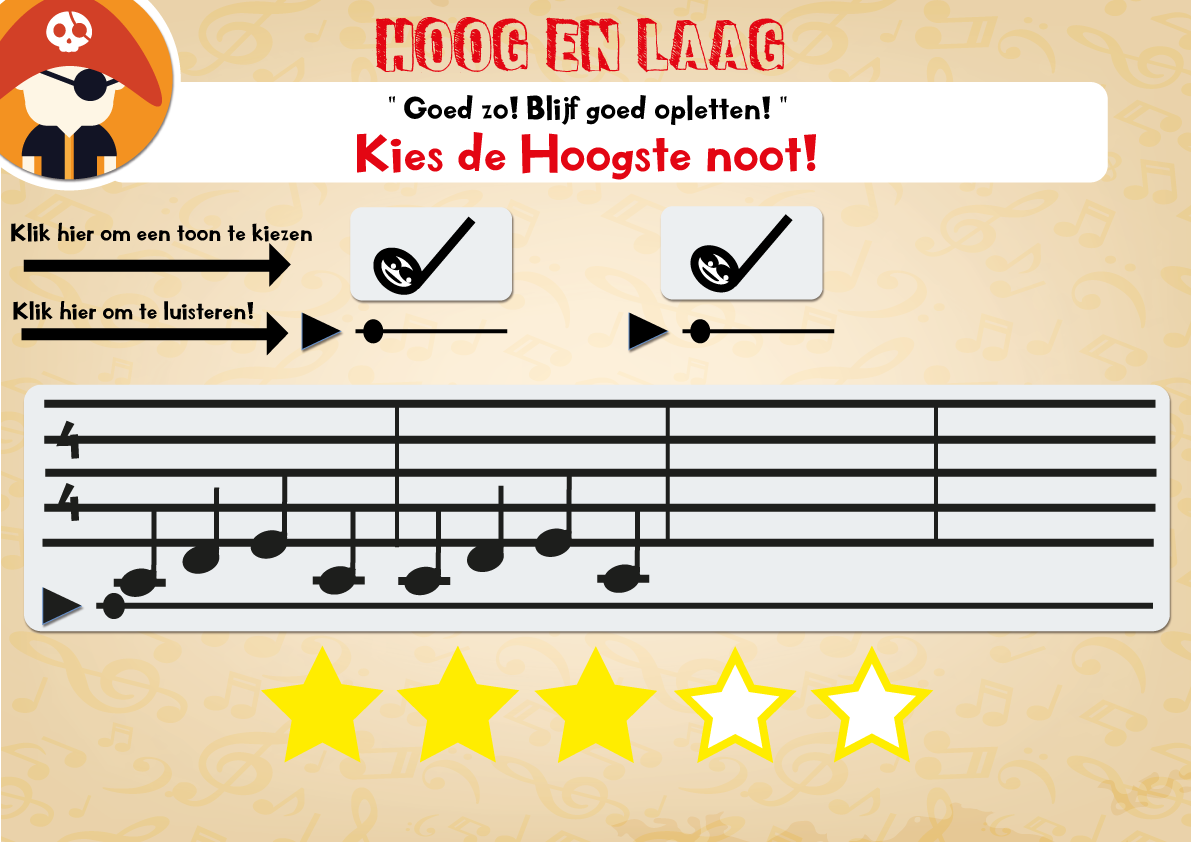 HOOG EN LAAG
" Goed zo! Blijf goed opletten! "
Kies de Hoogste noot!
Klik hier om een toon te kiezen
Klik hier om te luisteren!
4
4